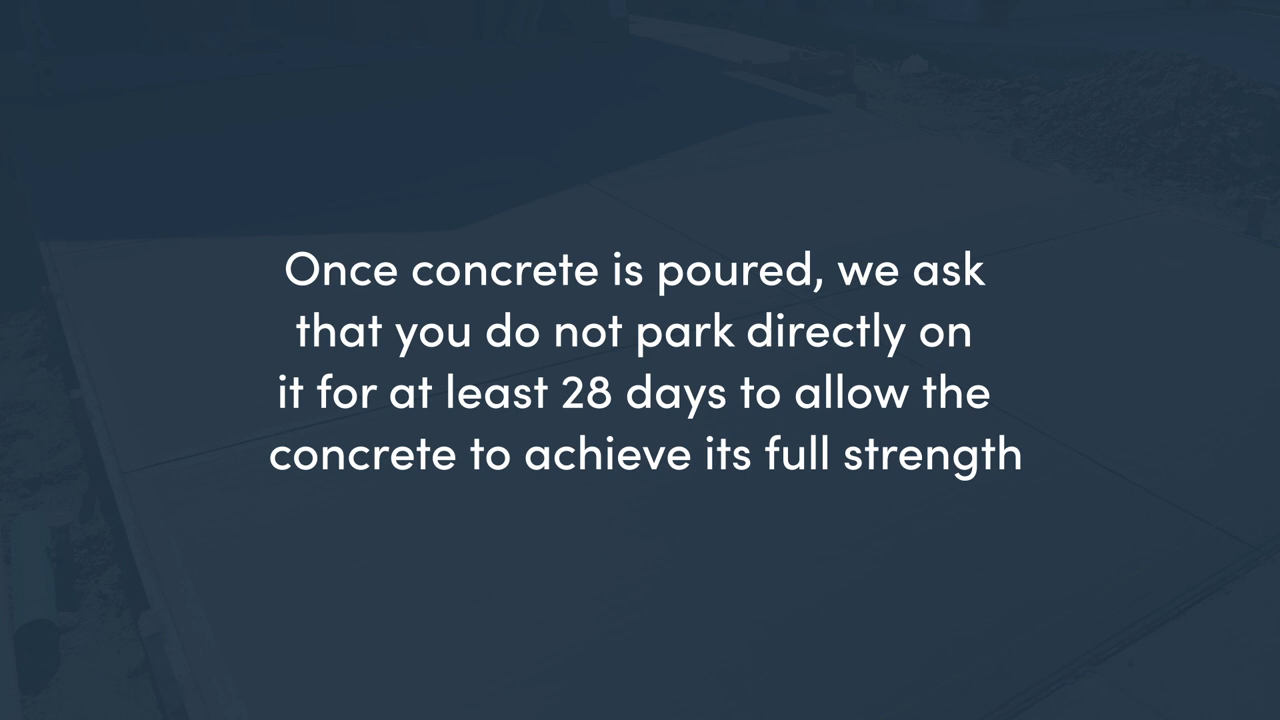 Once concrete is poured, we ask
that you do not park directly on
it for at least 28 days to allow the
concrete to achieve its full strength